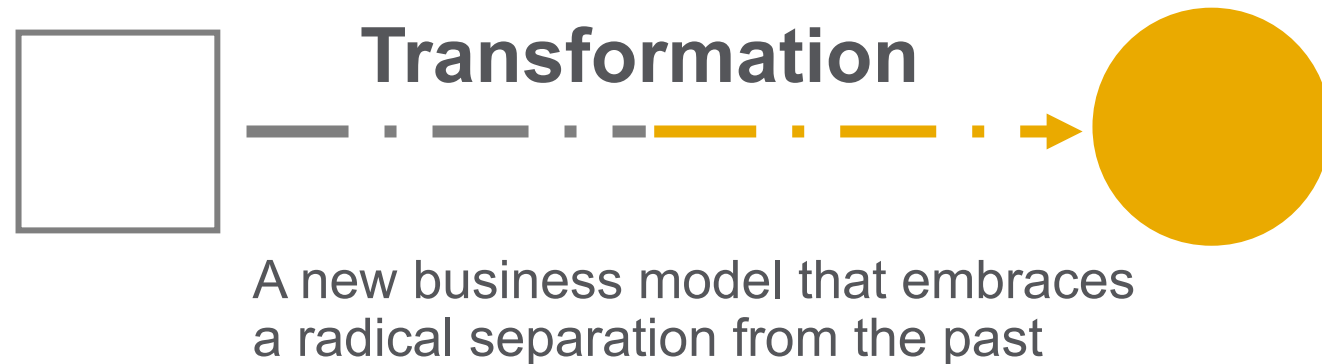 Transformation
A new business model that embraces
a radical separation from the past